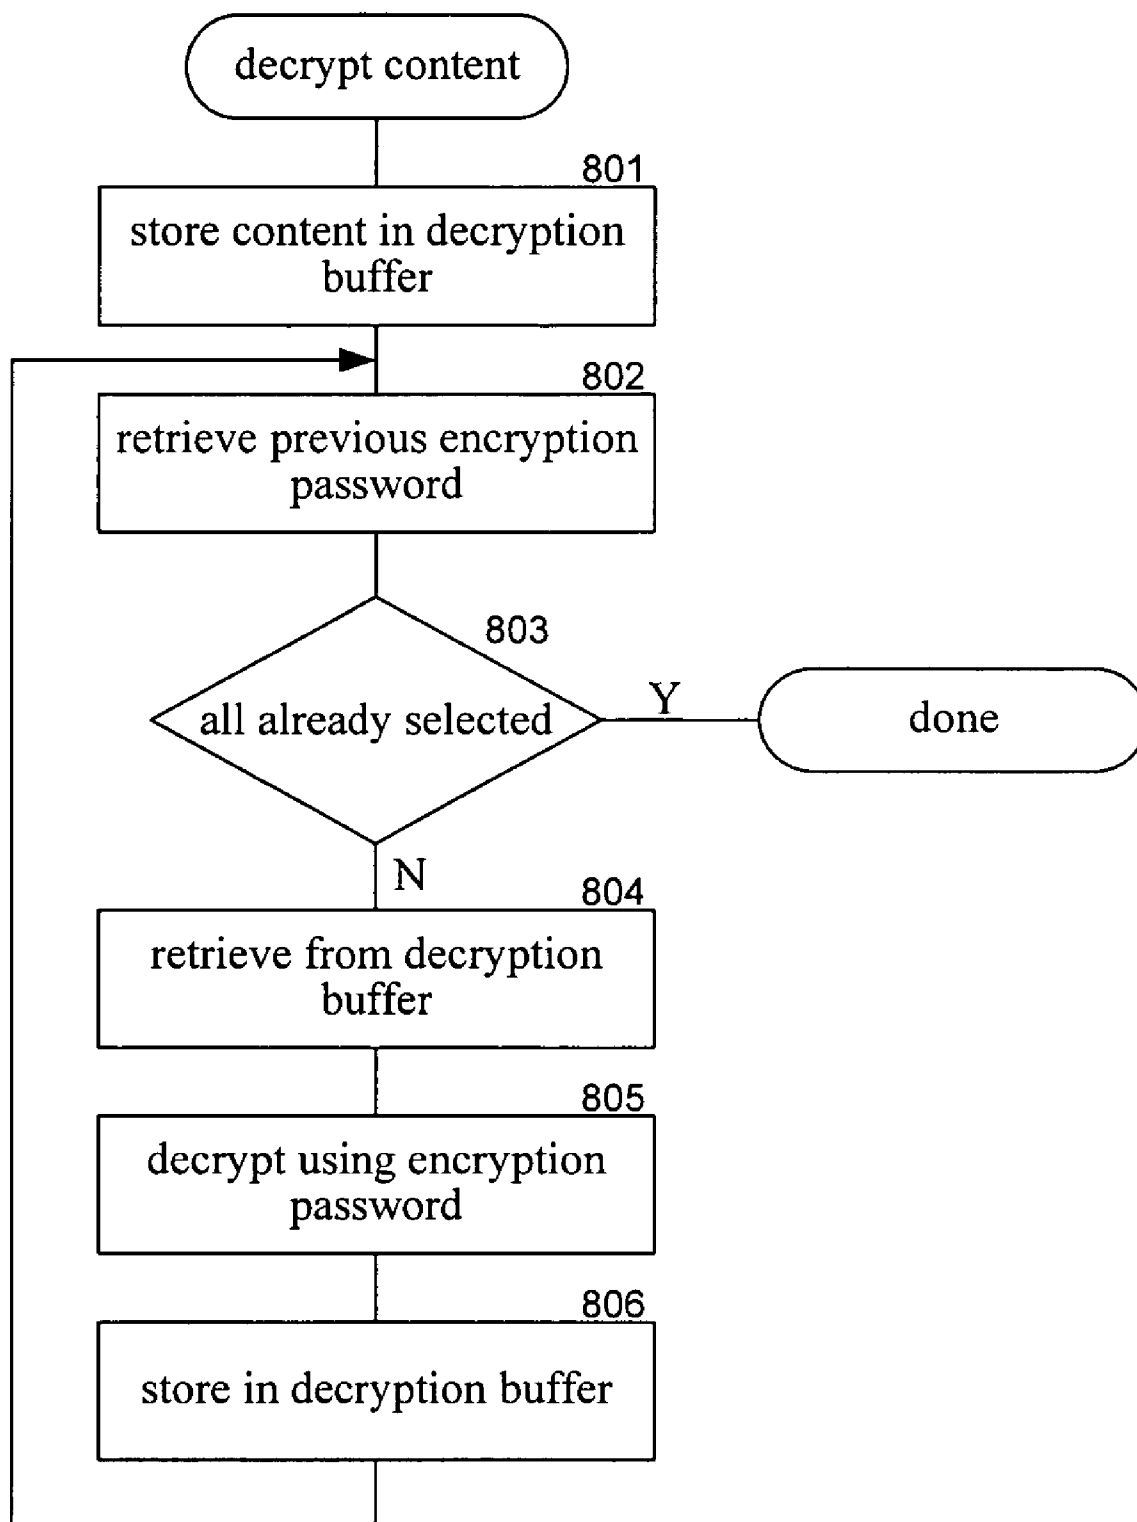 decrypt content
801
store content in decryption
buffer
802
retrieve previous encryption
password
803
all already selected
Y
done
N
804
retrieve from decryption
buffer
805
decrypt using encryption
password
806
store in decryption buffer